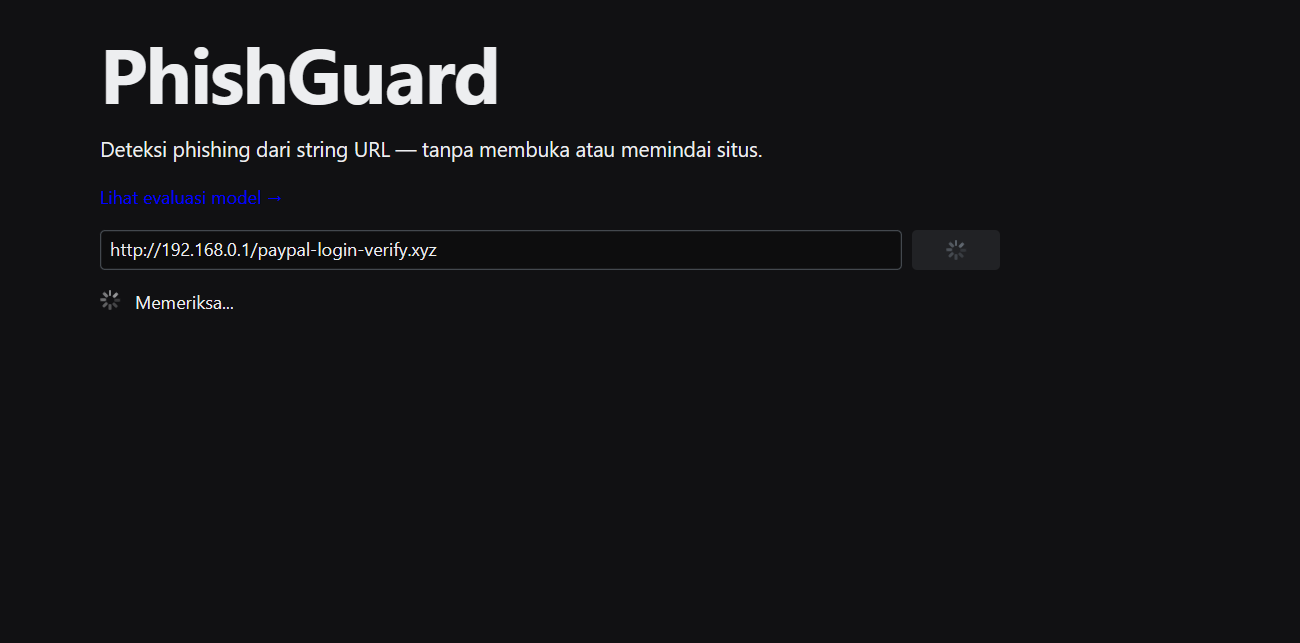 PhishGuard
Deteksi phishing dari string URL — tanpa membuka atau memindai situs.
Lihat evaluasi model →
http://192.168.0.1/paypal-login-verify.xyz
Memeriksa...